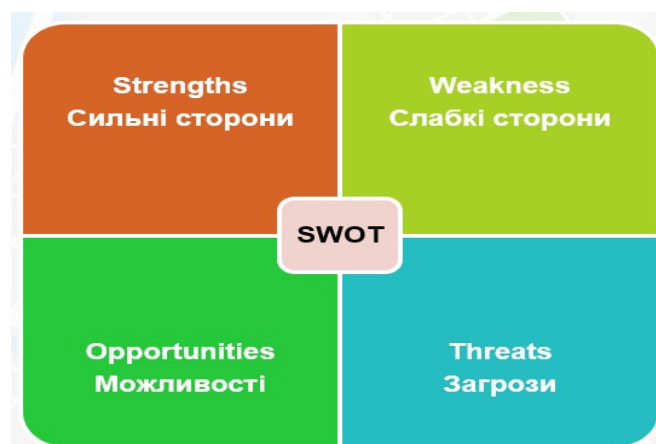 Strengths
Сильні сторони
Weakness
Слабкі сторони
SWOT
Opportunities
Можливості
Threats
Загрози